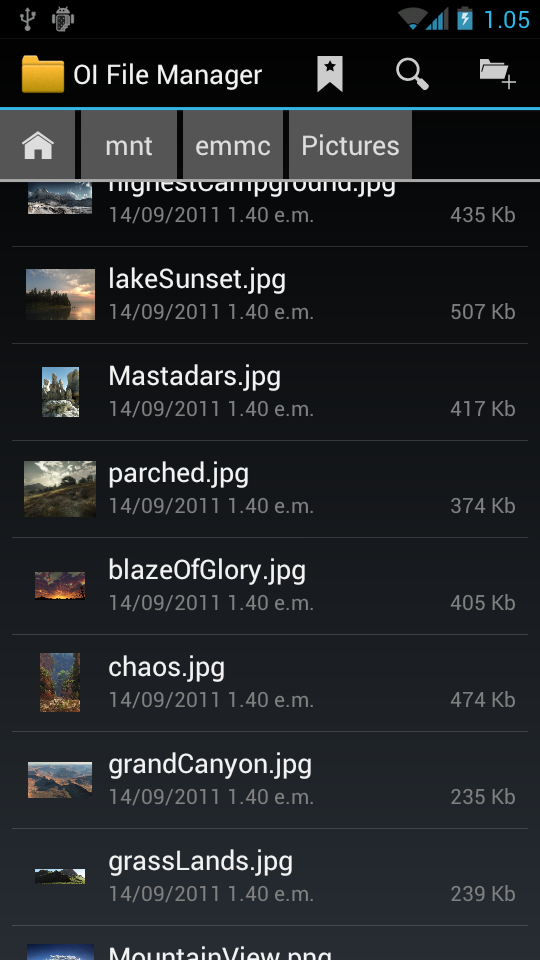 1.05
OI File Manager
mnt
emmc
Pictures
highestCampground.jpg
14/09/2011 1.40 e.m.
435 Kb
lakeSunset.jpg
14/09/2011 1.40 e.m.
507 Kb
Mastadars.jpg
14/09/2011 1.40 e.m.
417 Kb
parched.jpg
14/09/2011 1.40 e.m.
374 Kb
blazeOfGlory.jpg
14/09/2011 1.40 e.m.
405 Kb
chaos.jpg
14/09/2011 1.40 e.m.
474 Kb
grandCanyon.jpg
14/09/2011 1.40 e.m.
235 Kb
grassLands.jpg
14/09/2011 1.40 e.m.
239 Kb
MountainView.png